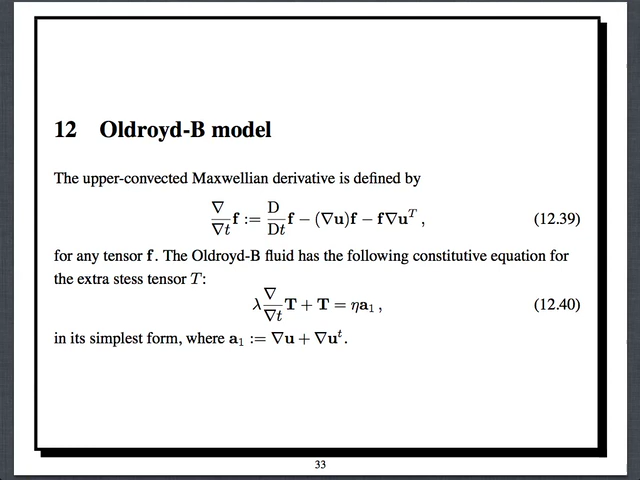 12 Oldroyd-B model
The upper-convected Maxwellian derivative is defined by
∇/∇t f := D/Dt f − (∇u)f − f∇u^T , (12.39)
for any tensor f. The Oldroyd-B fluid has the following constitutive equation for
the extra stess tensor T:
λ ∇/∇t T + T = ηa₁ , (12.40)
in its simplest form, where a₁ := ∇u + ∇u^t.
33